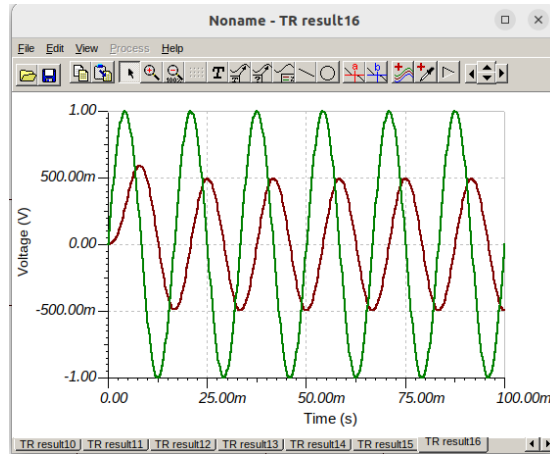 Noname - TR result16
File Edit View Process Help
T
a
b
1.00
500.00m
0.00
-500.00m
-1.00
Voltage (V)
0.00 25.00m 50.00m 75.00m 100.00m
Time (s)
TR result10 TR result11 TR result12 TR result13 TR result14 TR result15 TR result16